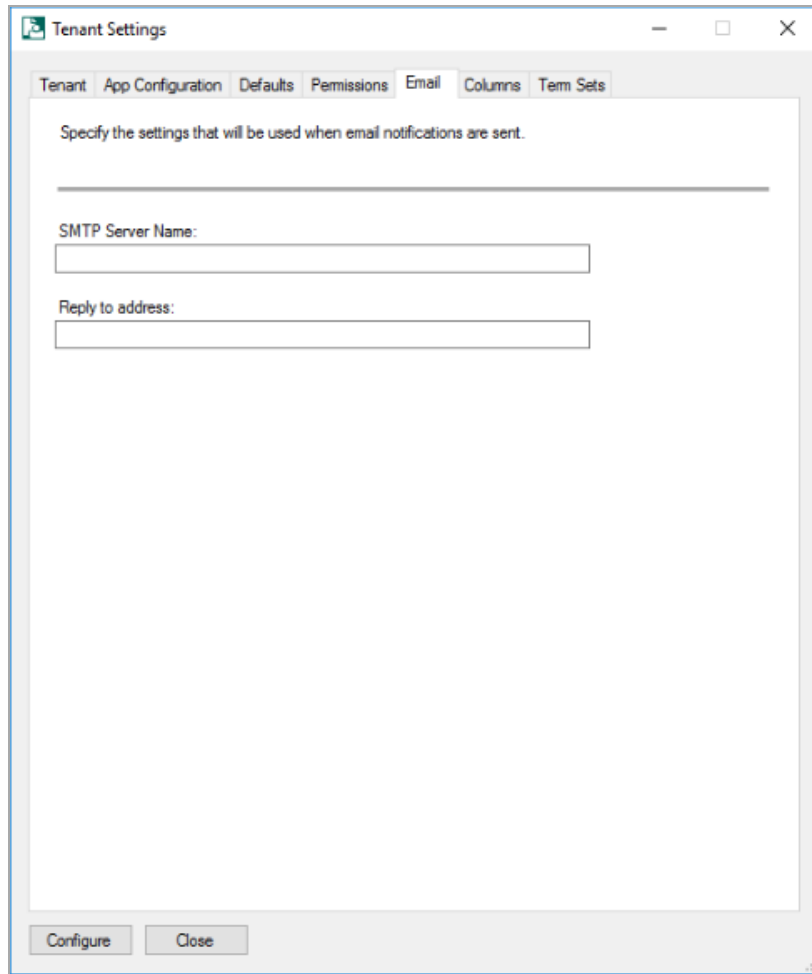 Tenant Settings
Tenant App Configuration Defaults Permissions Email Columns Term Sets
Specify the settings that will be used when email notifications are sent.
SMTP Server Name:
Reply to address:
Configure Close